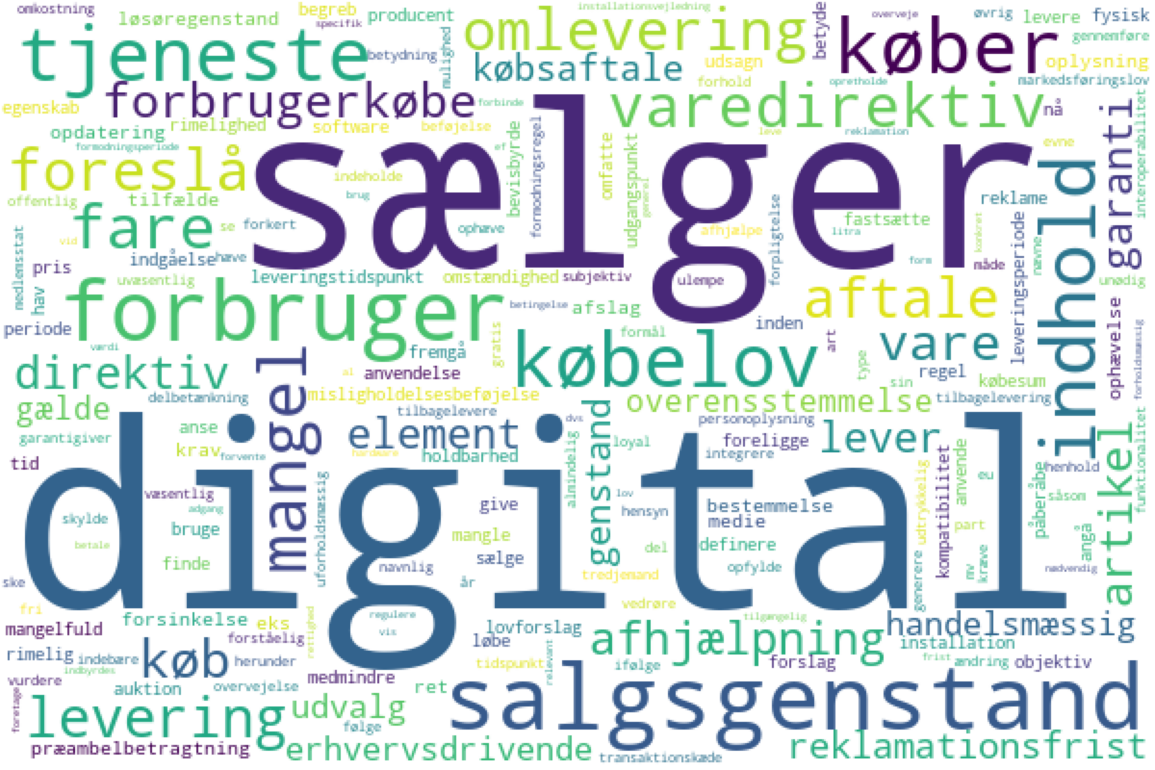 omkostning
løsøregenstand
begreb
specifik
producent
installationsvejledning
omlevering
betyde
overveje
øvrig
levere
fysisk
tjeneste
betydning
mulighed
købsaftale
udsagn
køber
gennemføre
oplysning
egenskab
forbrugerkøbe
forbinde
forhold
opretholde
markedsføringslov
varedirektiv
nå
opdatering
rimelighed
software
beføjelse
leve
reklamation
formodningsperiode
ef
evne
garanti
interoperabilitet
foreslå
sælger
indeholde
bevisbyrde
formodningsregel
omfatte
udgangspunkt
generel
indhold
offentlig
tilfælde
brug
reklame
fare
se
forkert
ophæve
afhjælpe
forpligtelse
fastsætte
litra
konkret
leveringsperiode
nævne
medlemsstat
vid
indgåelse
hæve
pris
hav
uvæsentlig
leveringstidspunkt
omstændighed
subjektiv
ulempe
form
måde
unødig
forbruger
betingelse
afslag
aftale
ophævelse
forholdsmæssig
periode
inden
værdi
fremgå
gratis
købelov
formål
art
vare
type
regel
direktiv
mangel
al
anvendelse
sin
købesum
delbetænkning
misligholdelsesbeføjelse
overensstemmelse
tilbagelevering
gælde
tilbagelevere
dvs
personoplysning
garantigiver
anse
element
genstand
loyal
foreligge
lever
artikel
funktionalitet
krav
forvente
hardware
holdbarhed
almindelig
integrere
tid
digital
udtrykkelig
kompatibilitet
anvende
ej
henhold
påberåbe
såsom
angå
væsentlig
adgang
uforholdsmæssig
give
lov
hensyn
bestemmelse
medie
part
skylde
bruge
mangle
del
definere
betale
finde
navnlig
sælge
opfylde
generere
mv
kræve
nødvendig
ske
år
tredjemand
fri
vedrøre
forsinkelse
eks
rettighed
regulere
vis
lovforslag
tilgængelig
handelsmæssig
mangelfuld
forståelig
løbe
afhjælpning
installation
rimelig
indebære
køb
herunder
tidspunkt
relevant
ifølge
forslag
frist
ændring
objektiv
indbyrdes
vurdere
medmindre
auktion
overvejelse
ret
salgsgenstand
foretage
levering
udvalg
følge
præambelbetragtning
erhvervsdrivende
transaktionskæde
reklamationsfrist